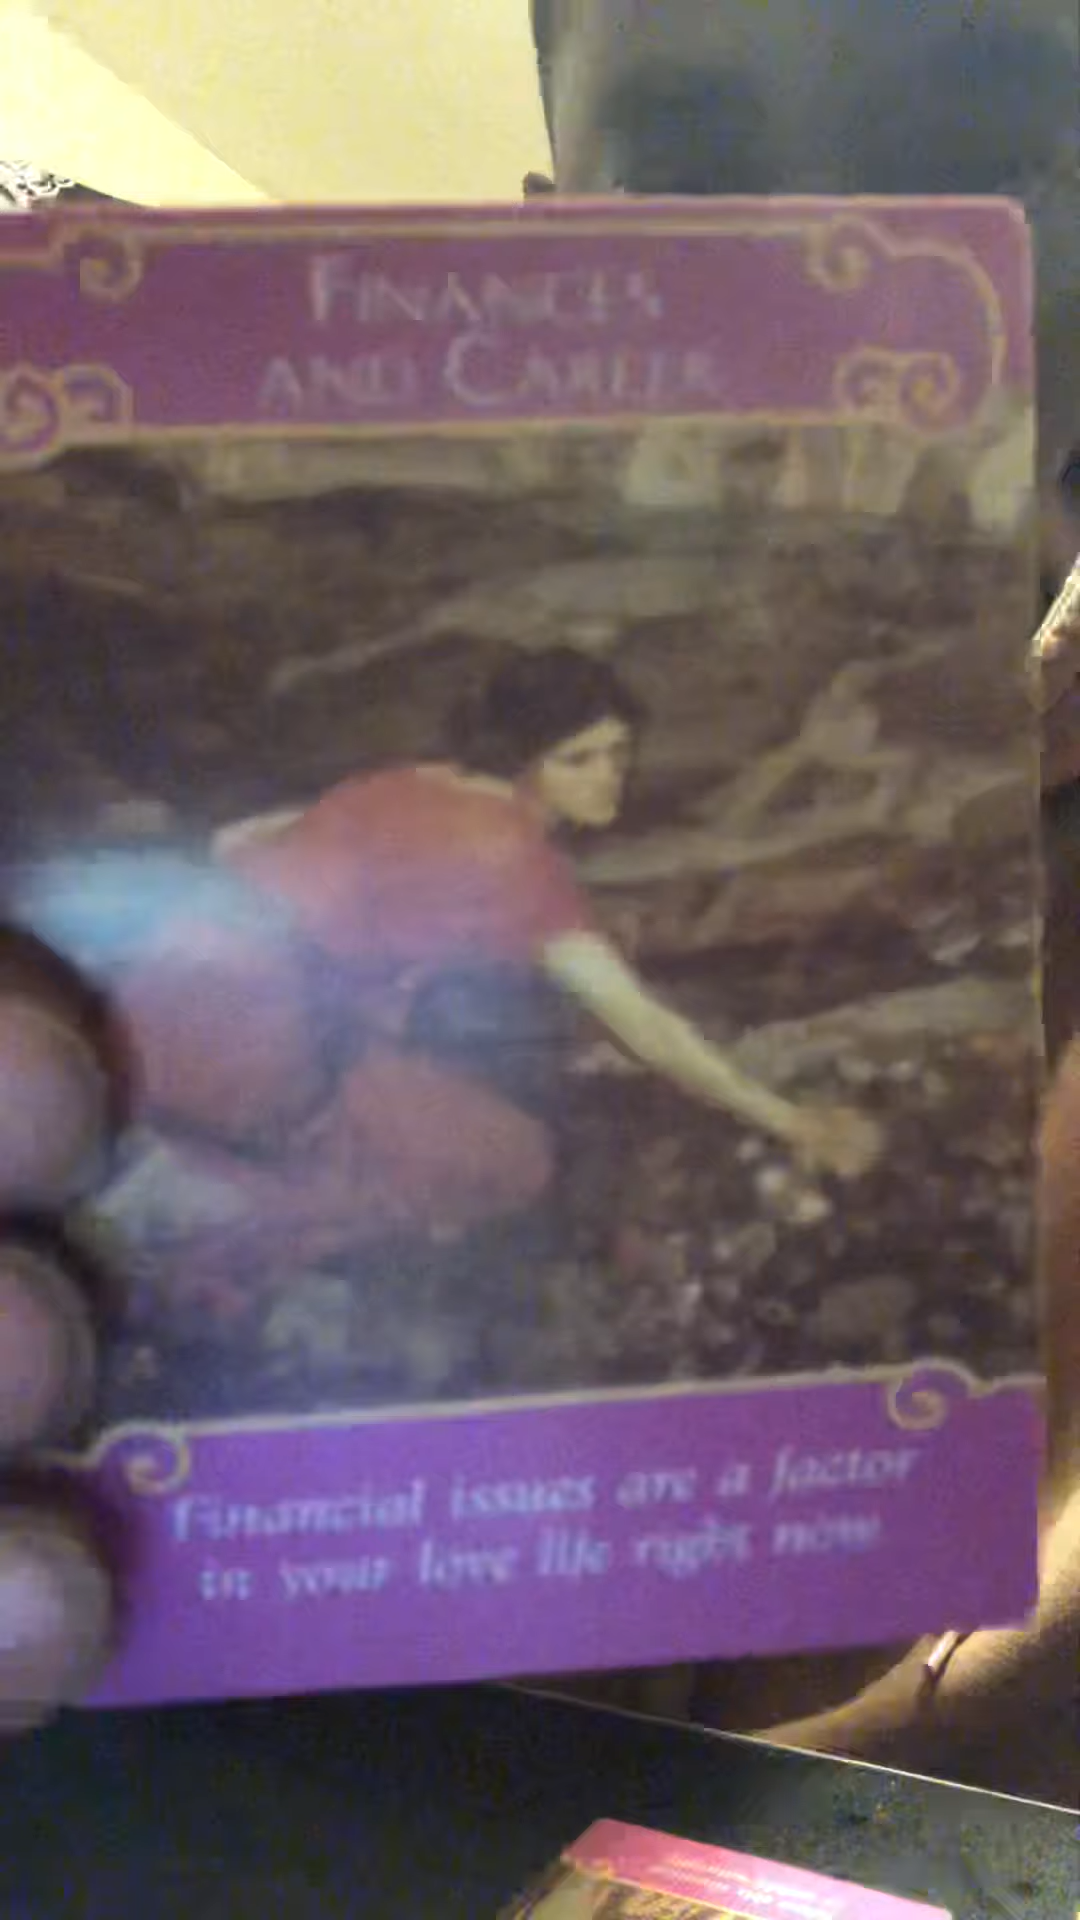 FINANCES
AND CAREER
Financial issues are a factor
in your love life right now.